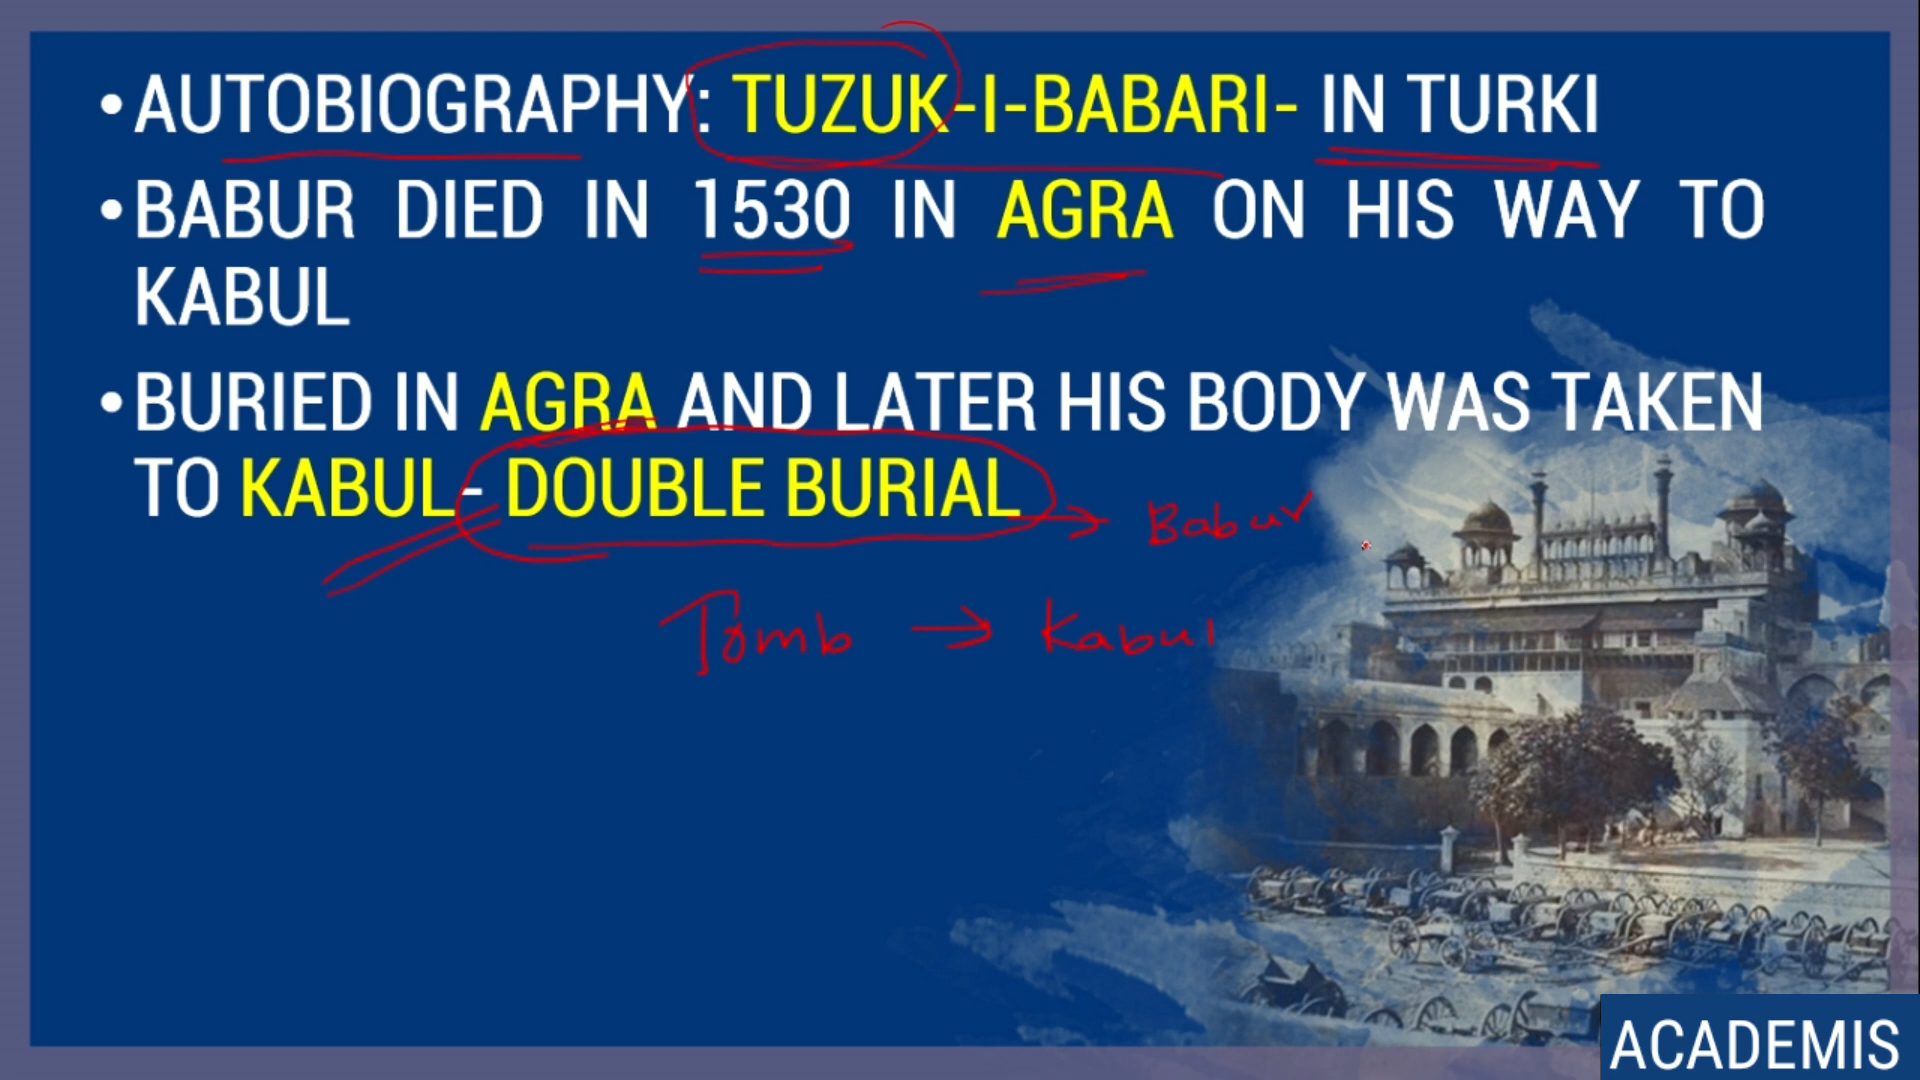 •AUTOBIOGRAPHY: TUZUK-I-BABARI- IN TURKI
•BABUR DIED IN 1530 IN AGRA ON HIS WAY TO
KABUL
•BURIED IN AGRA AND LATER HIS BODY WAS TAKEN
TO KABUL- DOUBLE BURIAL → Babur
Tomb → Kabul
ACADEMIS